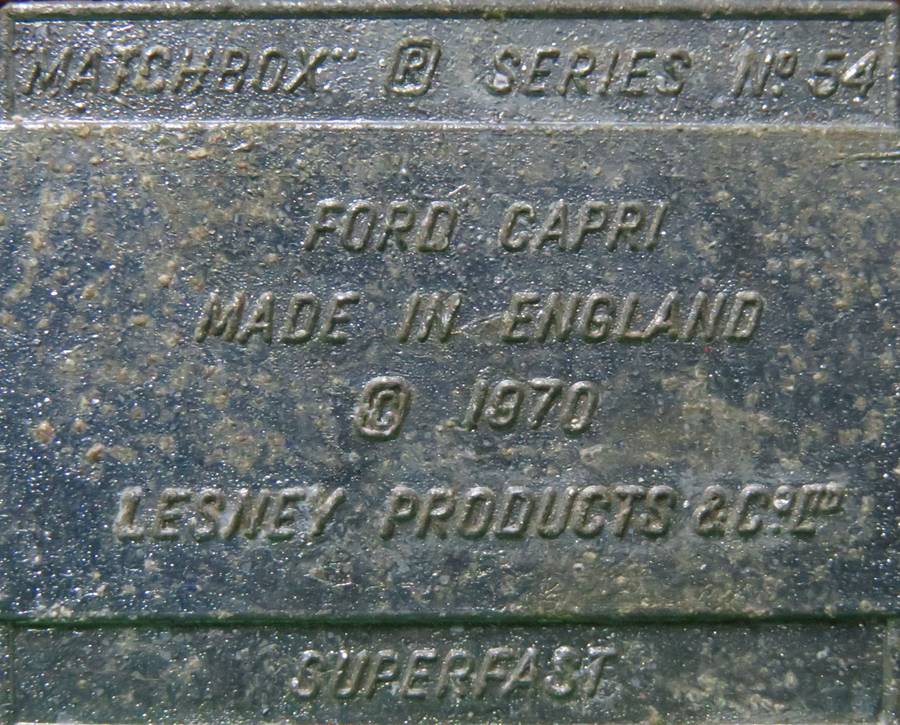 "MATCHBOX" ® SERIES Nº 54
FORD CAPRI
MADE IN ENGLAND
© 1970
LESNEY PRODUCTS & Cº Lᵀᴰ
SUPERFAST